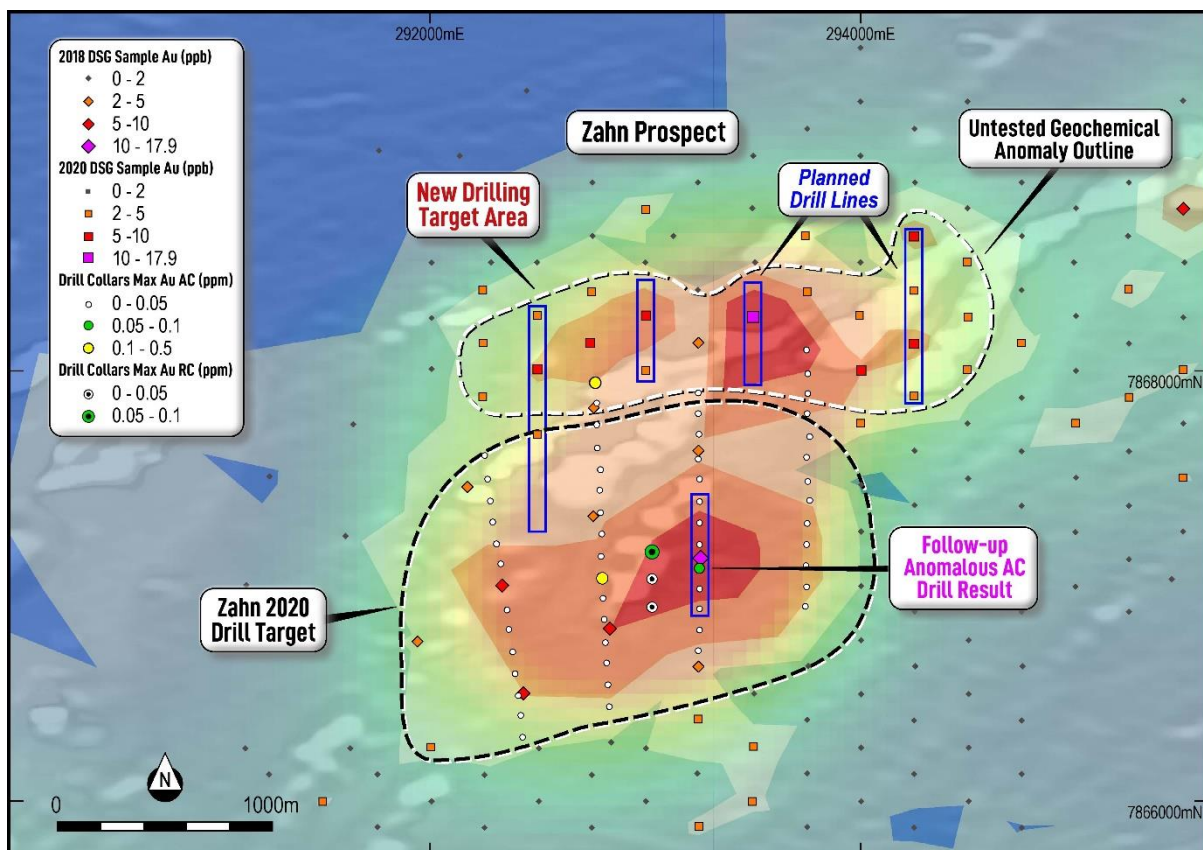 292000mE
294000mE
2018 DSG Sample Au (ppb)
0 - 2
2 - 5
5 -10
10 - 17.9
2020 DSG Sample Au (ppb)
0 - 2
2 - 5
5 -10
10 - 17.9
Drill Collars Max Au AC (ppm)
0 - 0.05
0.05 - 0.1
0.1 - 0.5
Drill Collars Max Au RC (ppm)
0 - 0.05
0.05 - 0.1
Zahn Prospect
Untested Geochemical
Anomaly Outline
New Drilling
Target Area
Planned
Drill Lines
7868000mN
Follow-up
Anomalous AC
Drill Result
Zahn 2020
Drill Target
N
0
1000m
7866000mN